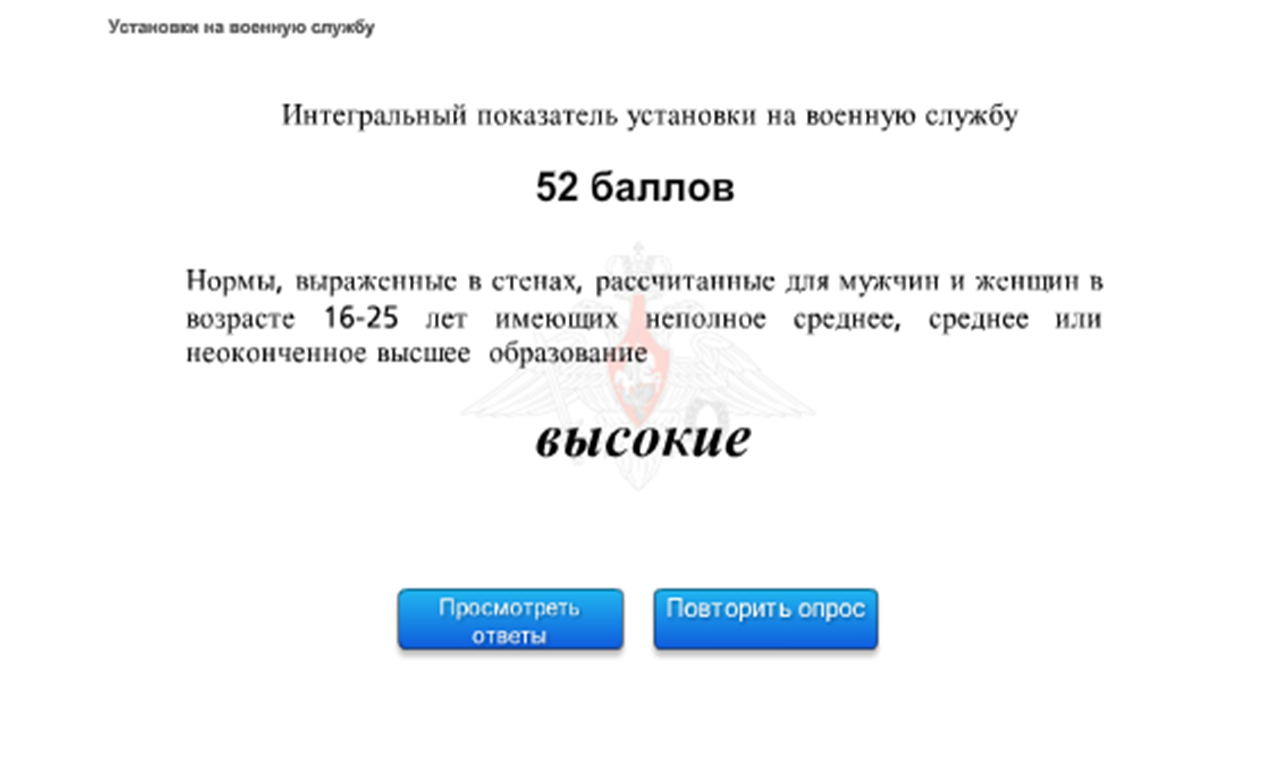 Установки на военную службу
Интегральный показатель установки на военную службу
52 баллов
Нормы, выраженные в стенах, рассчитанные для мужчин и женщин в
возрасте 16-25 лет имеющих неполное среднее, среднее или
неоконченное высшее образование
высокие
Просмотреть
ответы
Повторить опрос